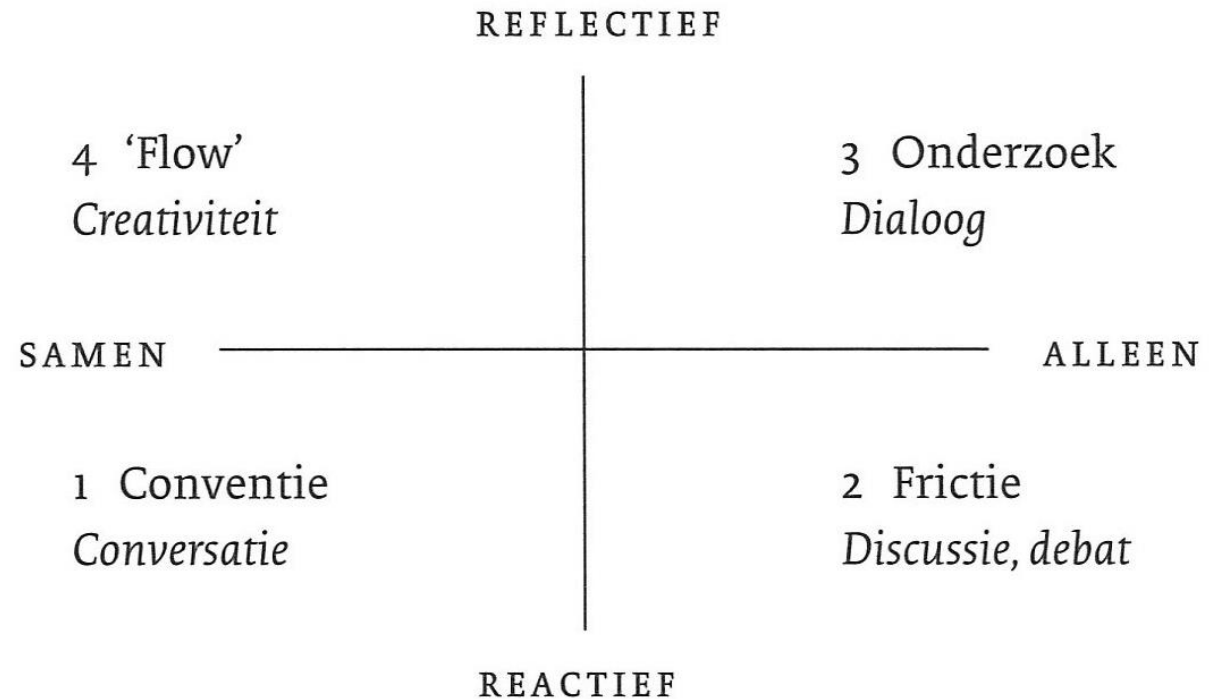 REFLECTIEF
4 ‘Flow’
Creativiteit
3 Onderzoek
Dialoog
SAMEN
ALLEEN
1 Conventie
Conversatie
2 Frictie
Discussie, debat
REACTIEF